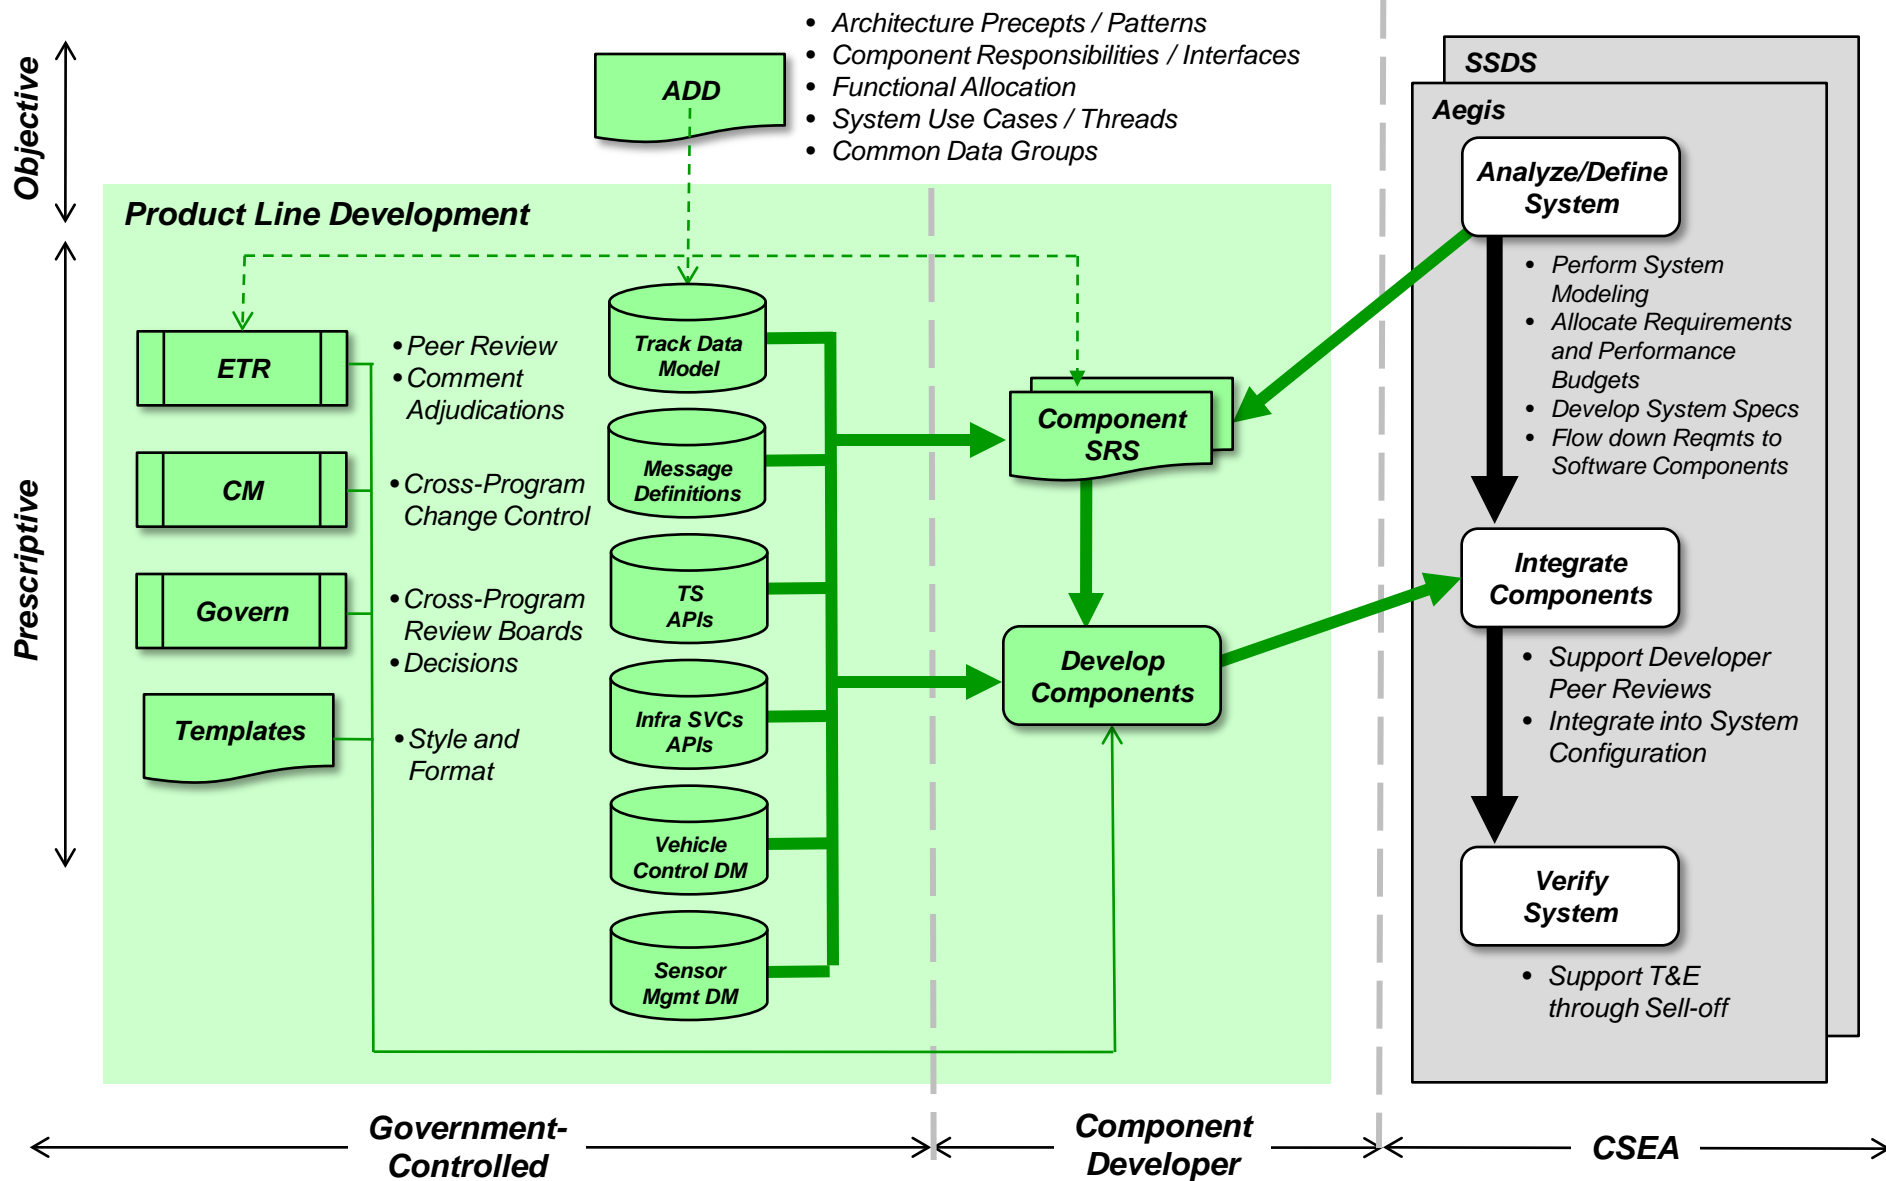 • Architecture Precepts / Patterns
• Component Responsibilities / Interfaces
• Functional Allocation
• System Use Cases / Threads
• Common Data Groups
ADD
Objective
Prescriptive
Product Line Development
ETR
• Peer Review
• Comment
Adjudications
CM
• Cross-Program
Change Control
Govern
• Cross-Program
Review Boards
• Decisions
Templates
• Style and
Format
Track Data
Model
Message
Definitions
TS
APIs
Infra SVCs
APIs
Vehicle
Control DM
Sensor
Mgmt DM
Component
SRS
Develop
Components
SSDS
Aegis
Analyze/Define
System
• Perform System
Modeling
• Allocate Requirements
and Performance
Budgets
• Develop System Specs
• Flow down Reqmts to
Software Components
Integrate
Components
• Support Developer
Peer Reviews
• Integrate into System
Configuration
Verify
System
• Support T&E
through Sell-off
Government-
Controlled
Component
Developer
CSEA